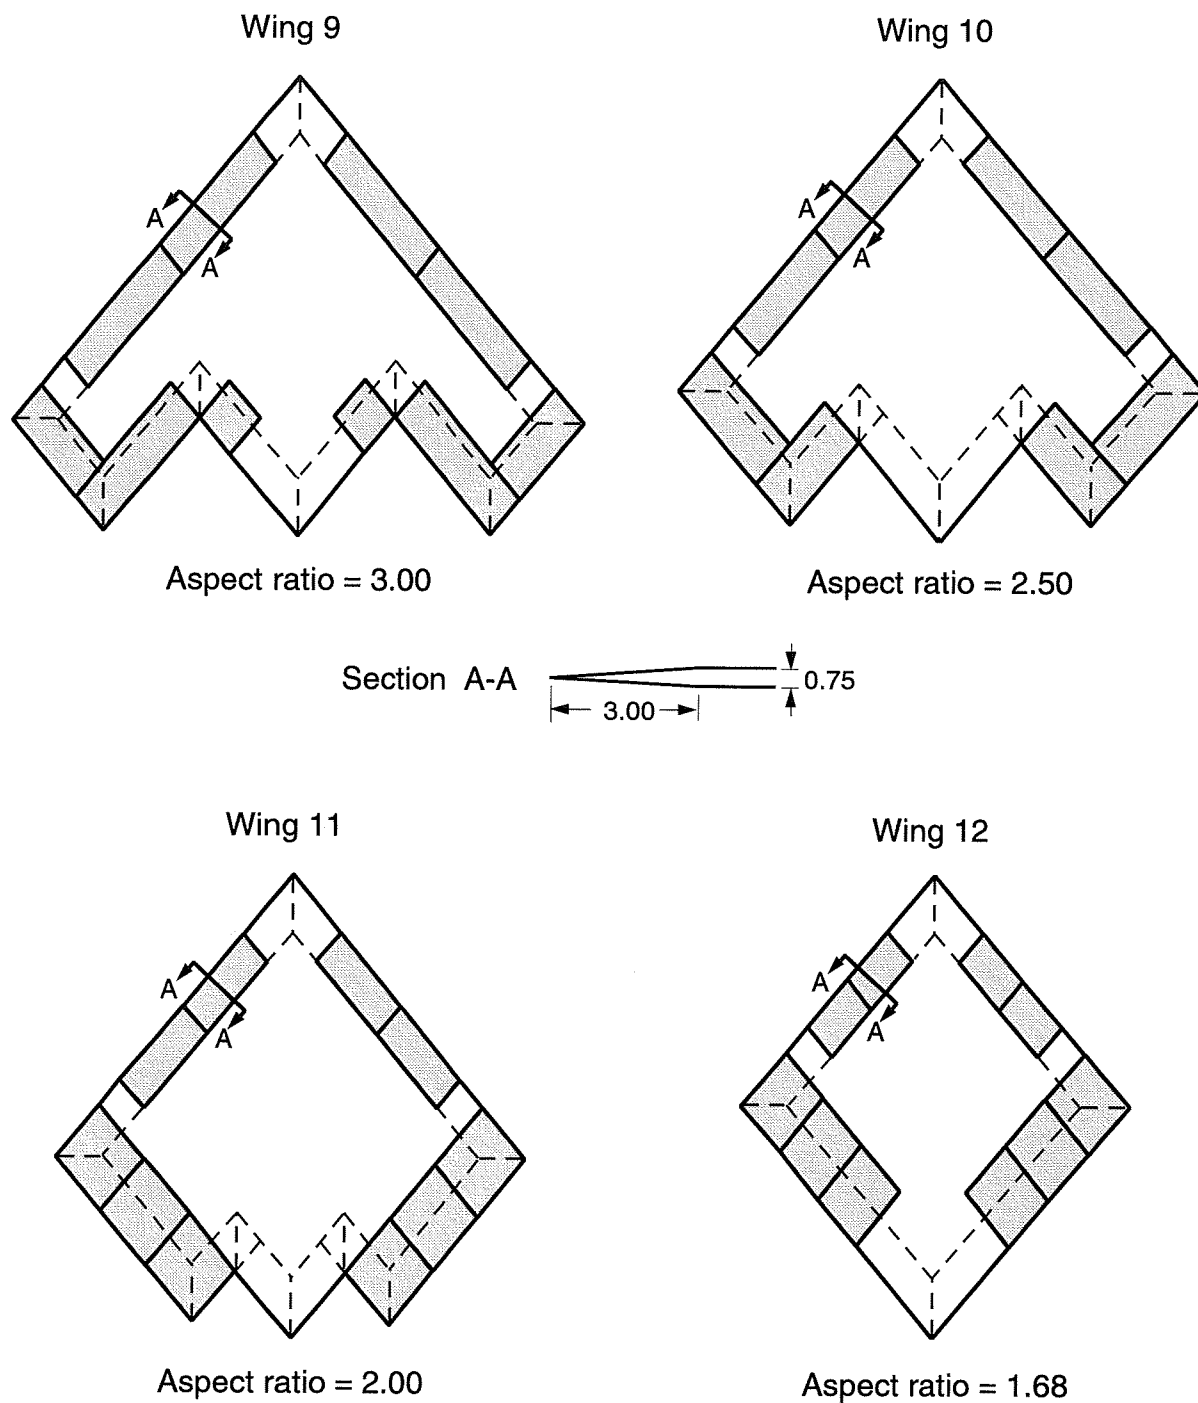 Wing 9
Wing 10
A
A
A
A
Aspect ratio = 3.00
Aspect ratio = 2.50
Section A-A
0.75
3.00
Wing 11
Wing 12
A
A
A
A
Aspect ratio = 2.00
Aspect ratio = 1.68